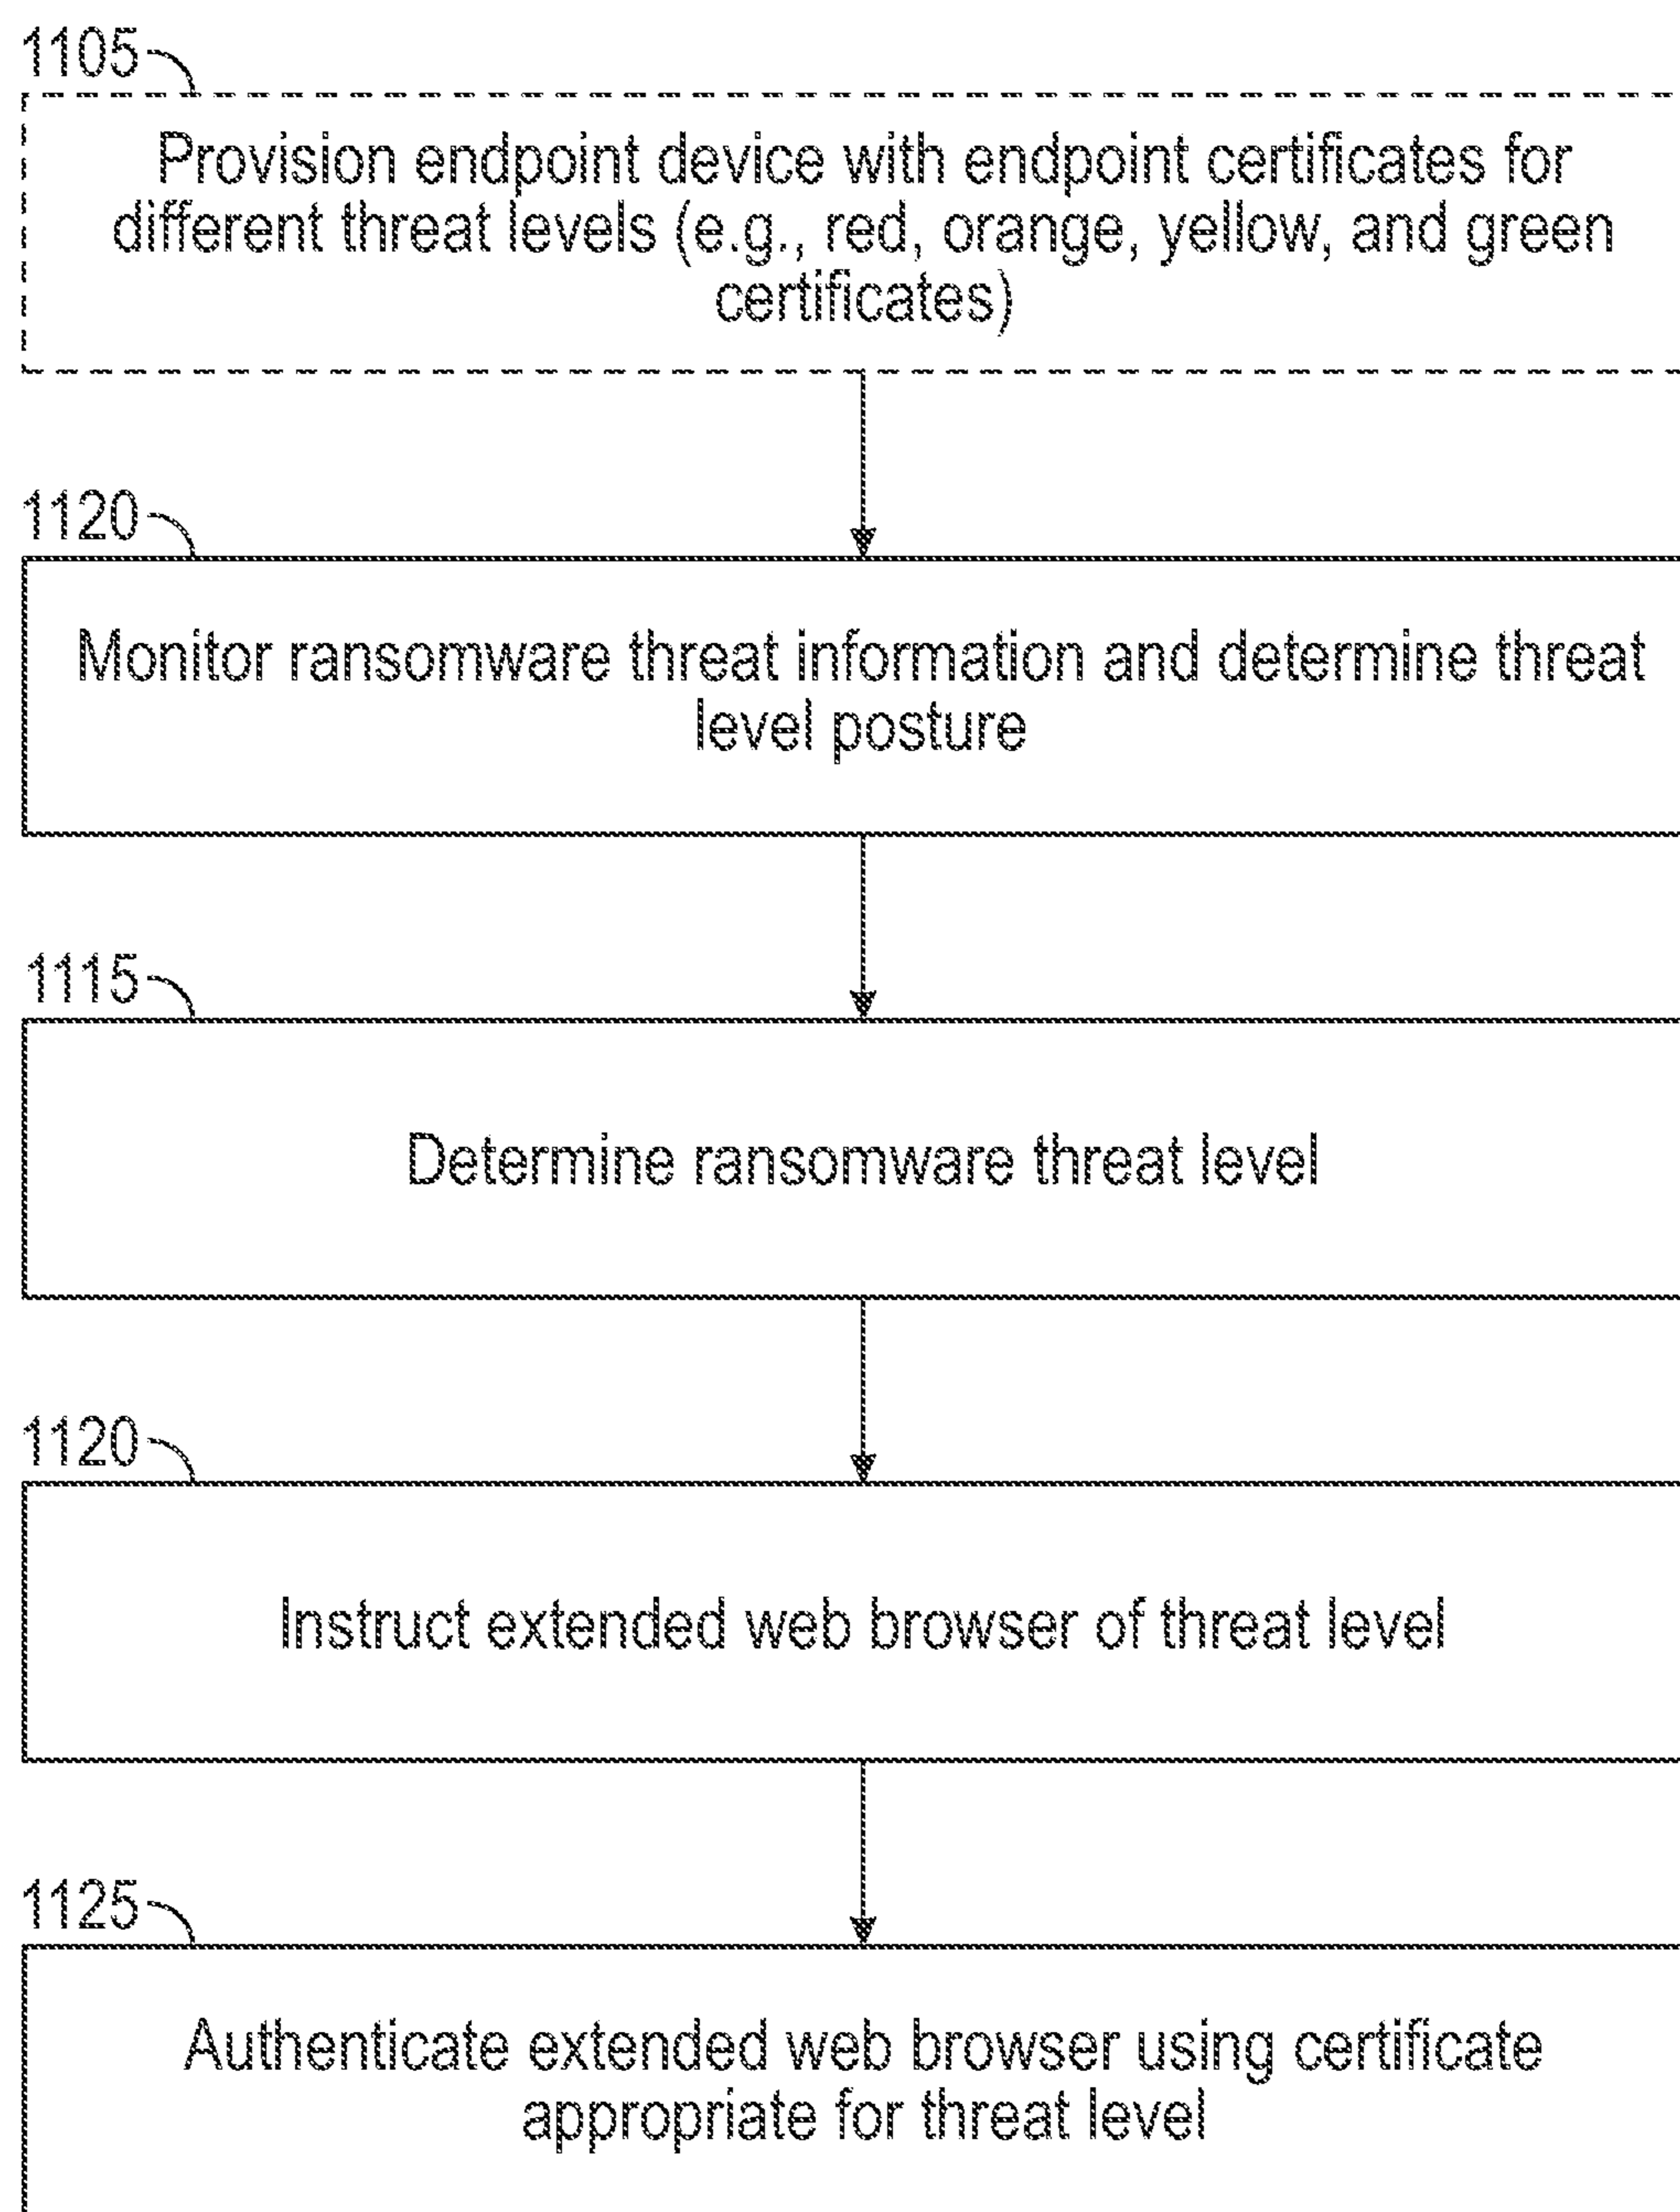 1105
Provision endpoint device with endpoint certificates for
different threat levels (e.g., red, orange, yellow, and green
certificates)
1120
Monitor ransomware threat information and determine threat
level posture
1115
Determine ransomware threat level
1120
Instruct extended web browser of threat level
1125
Authenticate extended web browser using certificate
appropriate for threat level